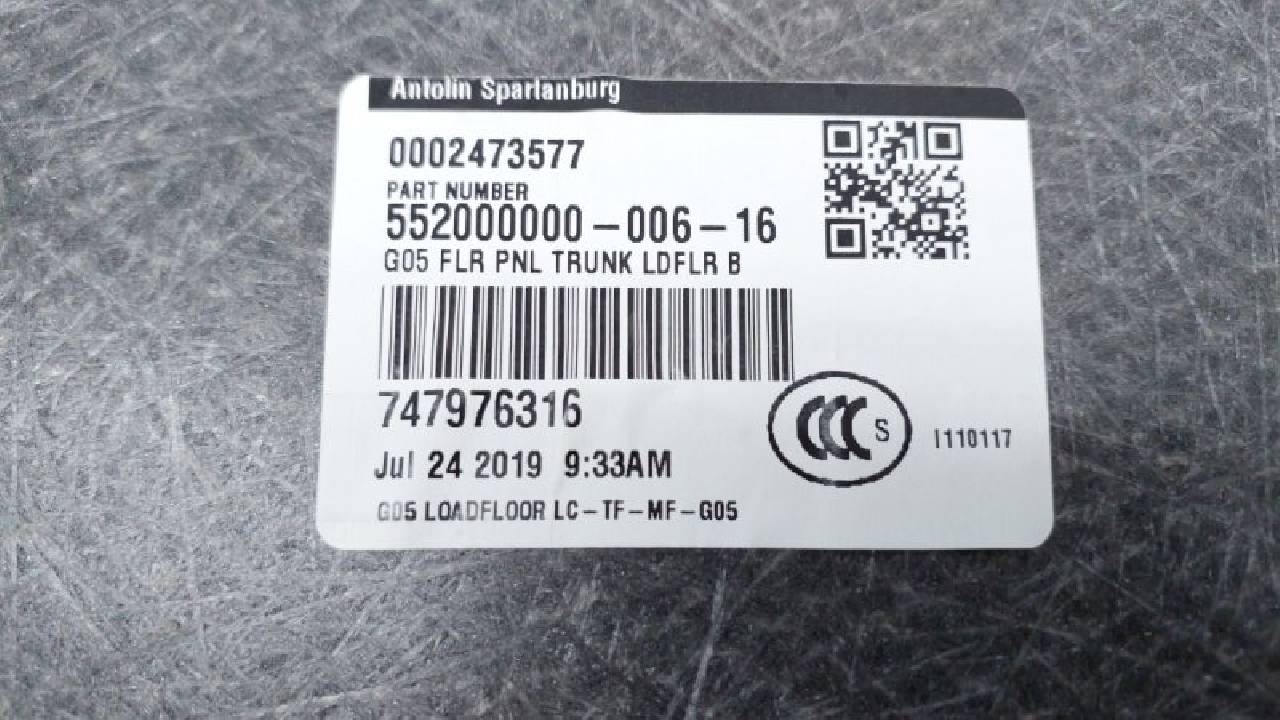 Antolin Spartanburg
0002473577
PART NUMBER
552000000-006-16
G05 FLR PNL TRUNK LDFLR B
747976316
CCC S
I110117
Jul 24 2019 9:33AM
G05 LOADFLOOR LC-TF-MF-G05